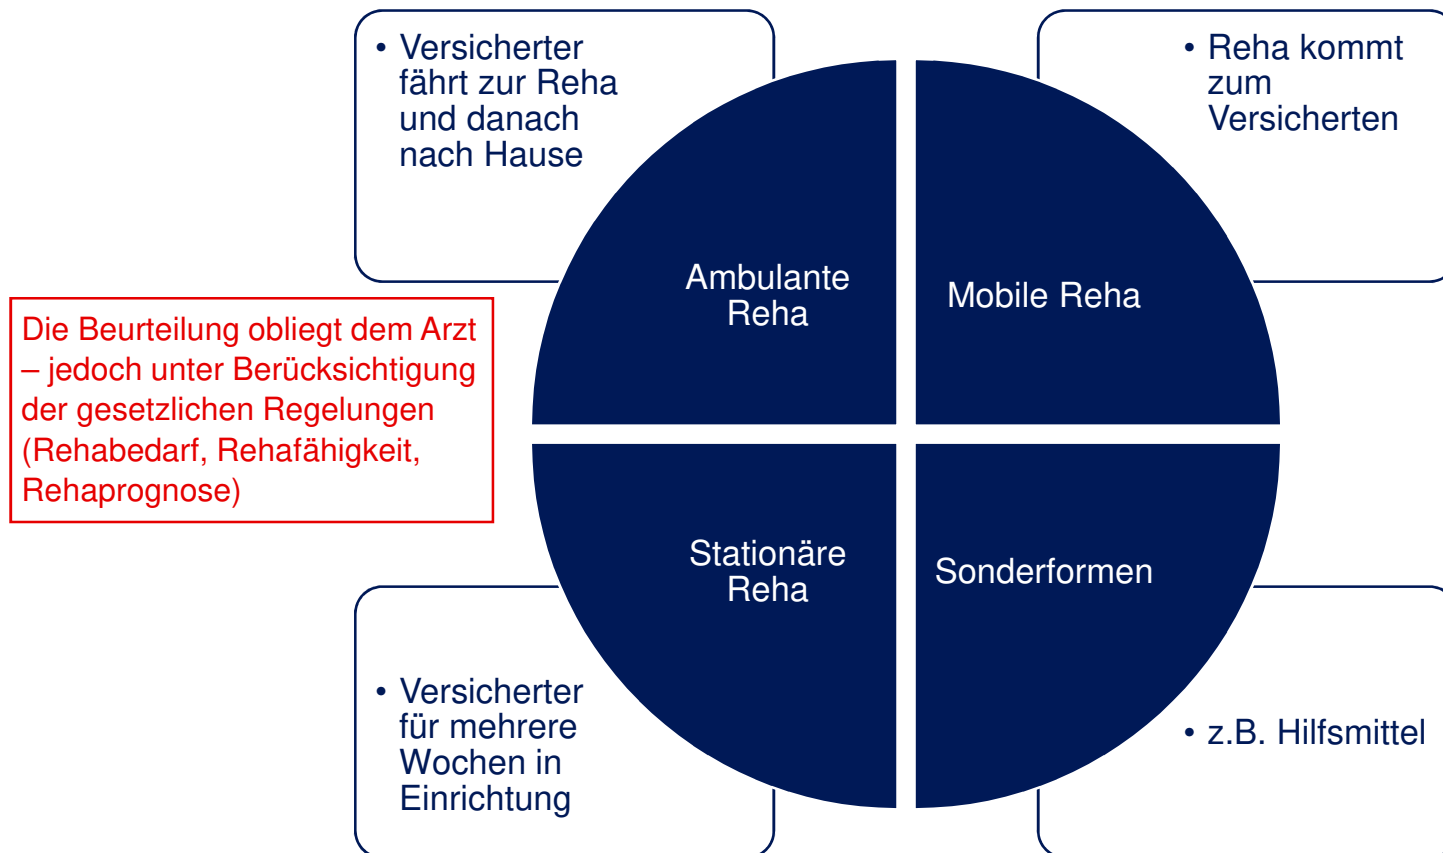 • Versicherter
fährt zur Reha
und danach
nach Hause
• Reha kommt
zum
Versicherten
Ambulante
Reha
Mobile Reha
Die Beurteilung obliegt dem Arzt
– jedoch unter Berücksichtigung
der gesetzlichen Regelungen
(Rehabedarf, Rehafähigkeit,
Rehaprognose)
Stationäre
Reha
Sonderformen
• Versicherter
für mehrere
Wochen in
Einrichtung
• z.B. Hilfsmittel